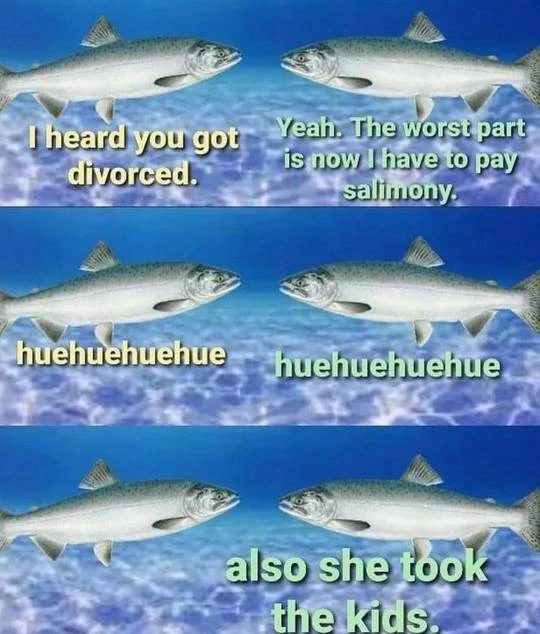 I heard you got
divorced.
Yeah. The worst part
is now I have to pay
salimony.
huehuehuehue
huehuehuehue
also she took
the kids.